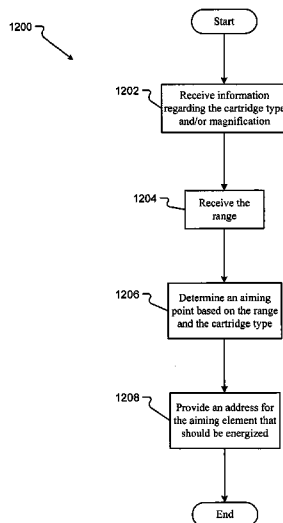 1200
Start
1202
Receive information
regarding the cartridge type
and/or magnification
1204
Receive the
range
1206
Determine an aiming
point based on the range
and the cartridge type
1208
Provide an address for
the aiming element that
should be energized
End